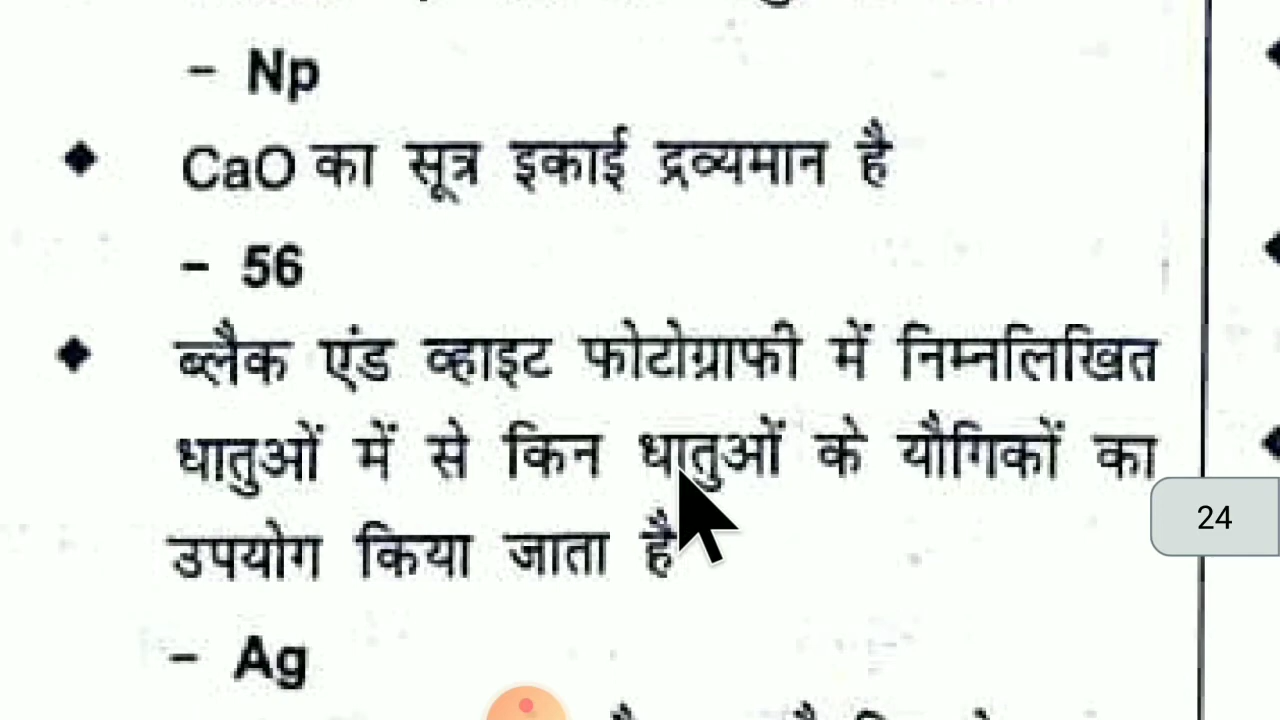 – Np
◆ CaO का सूत्र इकाई द्रव्यमान है
– 56
◆ ब्लैक एंड व्हाइट फोटोग्राफी में निम्नलिखित
धातुओं में से किन धातुओं के यौगिकों का
उपयोग किया जाता है
– Ag
24